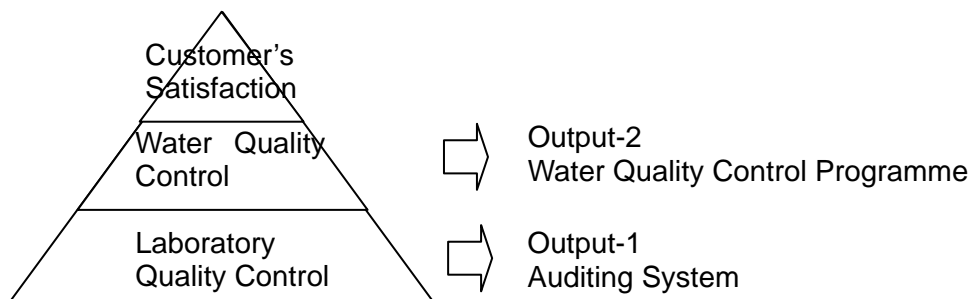 Customer's
Satisfaction
Water Quality
Control
Output-2
Water Quality Control Programme
Laboratory
Quality Control
Output-1
Auditing System